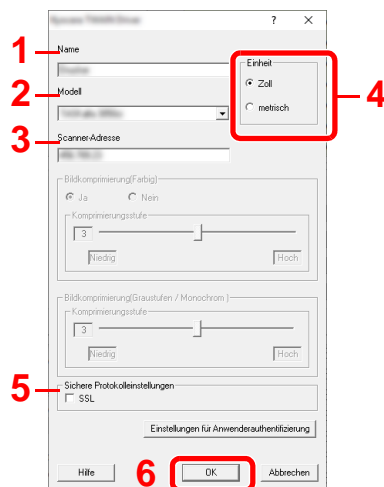 ? ×
1 Name
Einheit
Zoll
metrisch
4
2 Modell
3 Scanner-Adresse
Bildkomprimierung(Farbig)
Ja Nein
Komprimierungsstufe
3
Niedrig Hoch
Bildkomprimierung(Graustufen / Monochrom )
Komprimierungsstufe
3
Niedrig Hoch
5 Sichere Protokolleinstellungen
SSL
Einstellungen für Anwenderauthentifizierung
Hilfe 6 OK Abbrechen